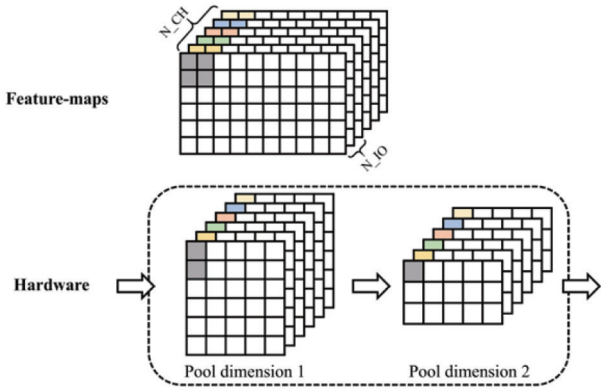 N_CH
Feature-maps
N_IO
Hardware
Pool dimension 1
Pool dimension 2